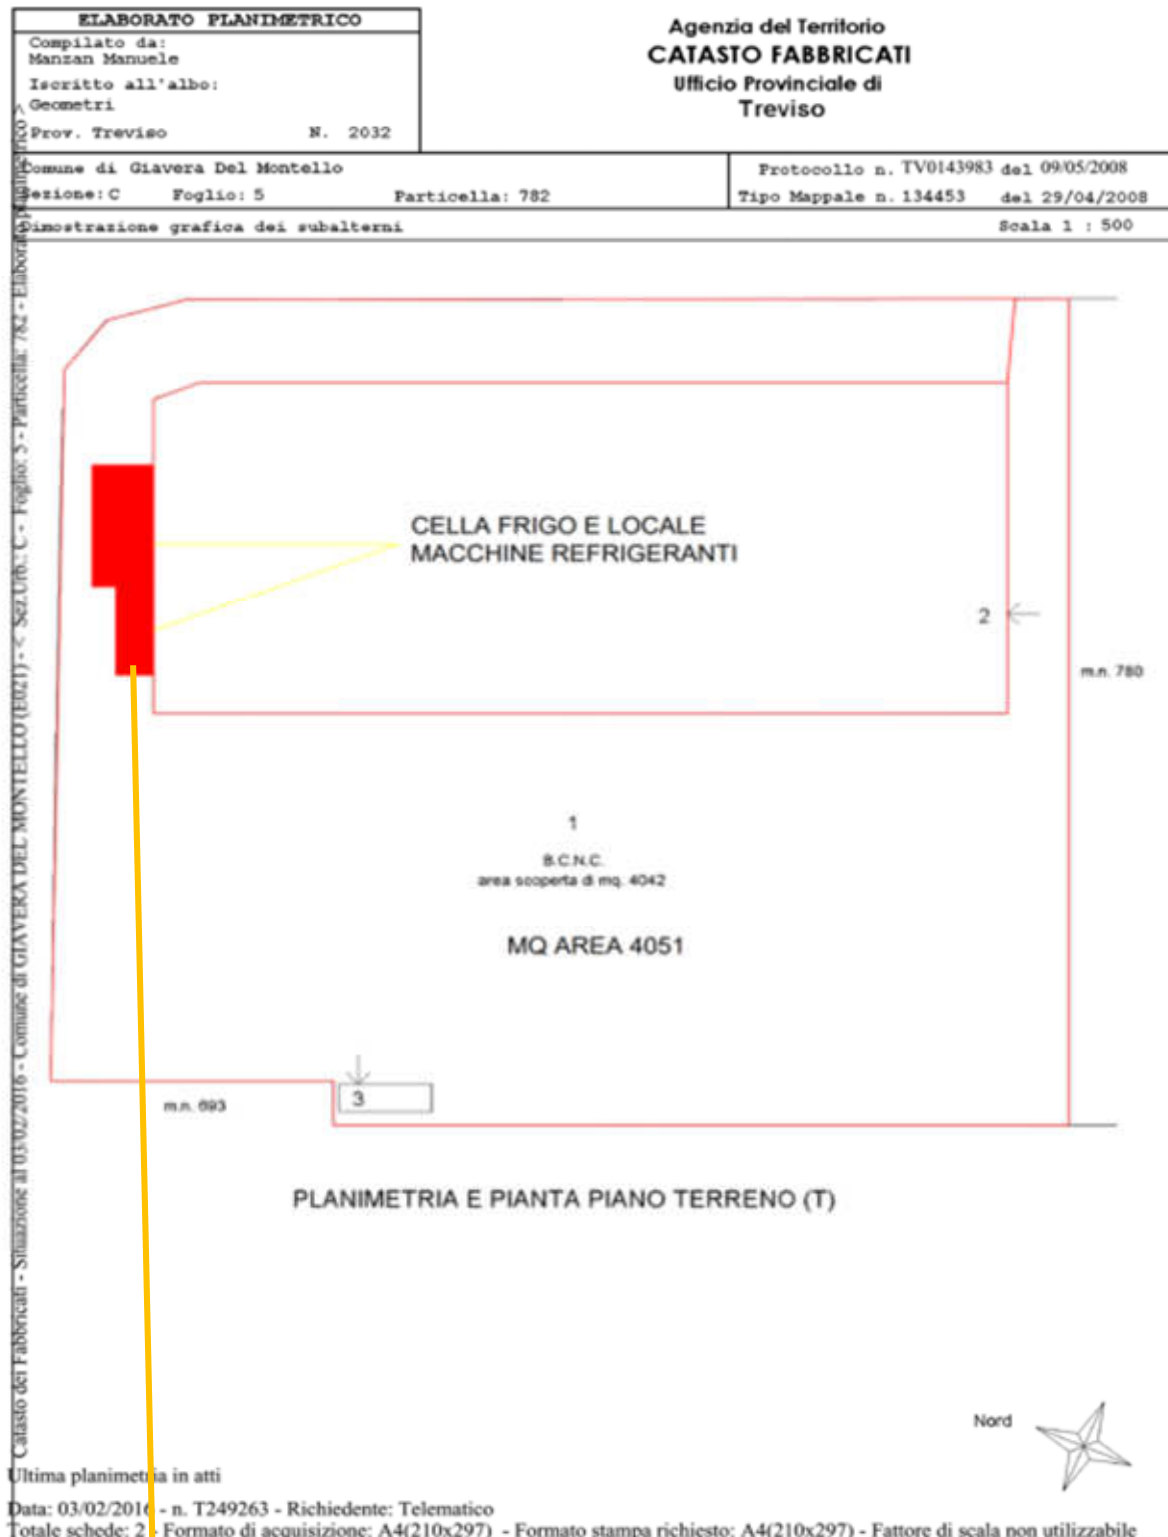 ELABORATO PLANIMETRICO
Compilato da:
Manzan Manuele
Iscritto all'albo:
Geometri
Prov. Treviso N. 2032
Agenzia del Territorio
CATASTO FABBRICATI
Ufficio Provinciale di
Treviso
Comune di Giavera Del Montello
Sezione: C Foglio: 5 Particella: 782
Protocollo n. TV0143983 del 09/05/2008
Tipo Mappale n. 134453 del 29/04/2008
Dimostrazione grafica dei subalterni Scala 1 : 500
Catasto dei Fabbricati - Situazione al 03/02/2016 - Comune di GIAVERA DEL MONTELLO (E021) - < Sez.Urb.: C - Foglio: 5 - Particella: 782 - Elaborato planimetrico >
CELLA FRIGO E LOCALE
MACCHINE REFRIGERANTI
2
m.n. 780
1
B.C.N.C.
area scoperta di mq. 4042
MQ AREA 4051
3
m.n. 693
PLANIMETRIA E PIANTA PIANO TERRENO (T)
Nord
Ultima planimetria in atti
Data: 03/02/2016 - n. T249263 - Richiedente: Telematico
Totale schede: 2 - Formato di acquisizione: A4(210x297) - Formato stampa richiesto: A4(210x297) - Fattore di scala non utilizzabile